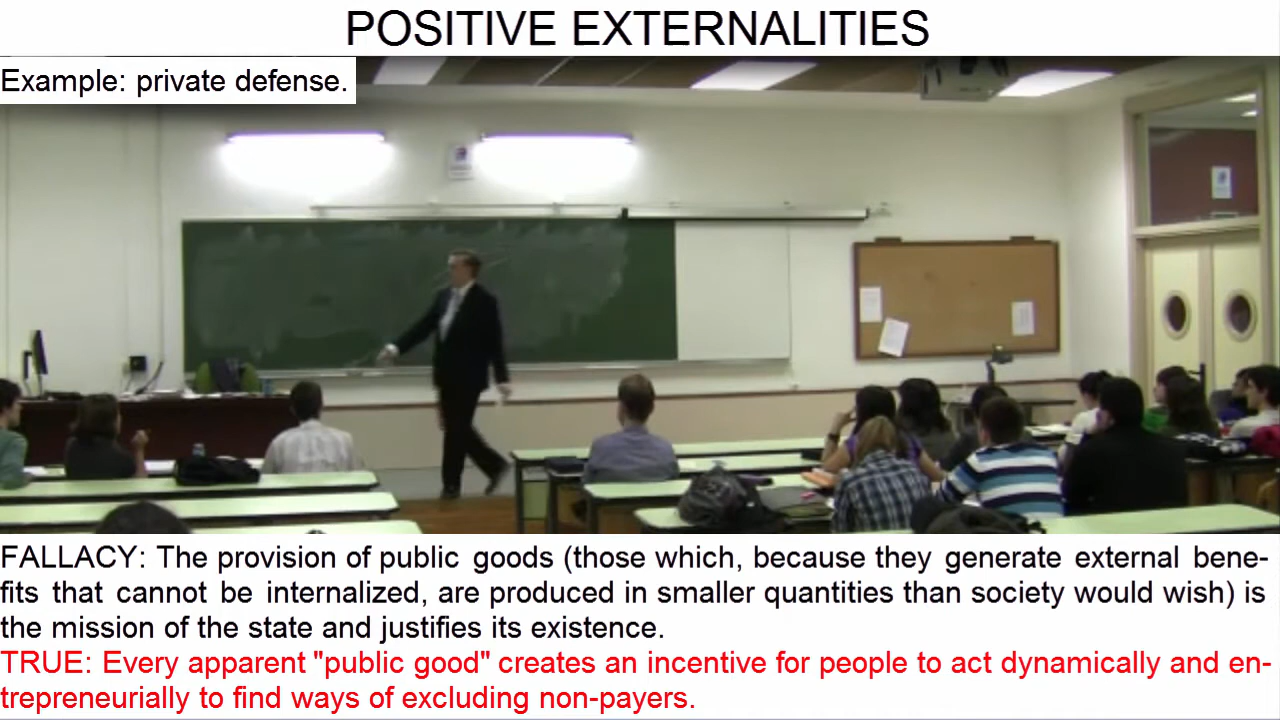 POSITIVE EXTERNALITIES
Example: private defense.
FALLACY: The provision of public goods (those which, because they generate external bene-
fits that cannot be internalized, are produced in smaller quantities than society would wish) is
the mission of the state and justifies its existence.
TRUE: Every apparent "public good" creates an incentive for people to act dynamically and en-
trepreneurially to find ways of excluding non-payers.